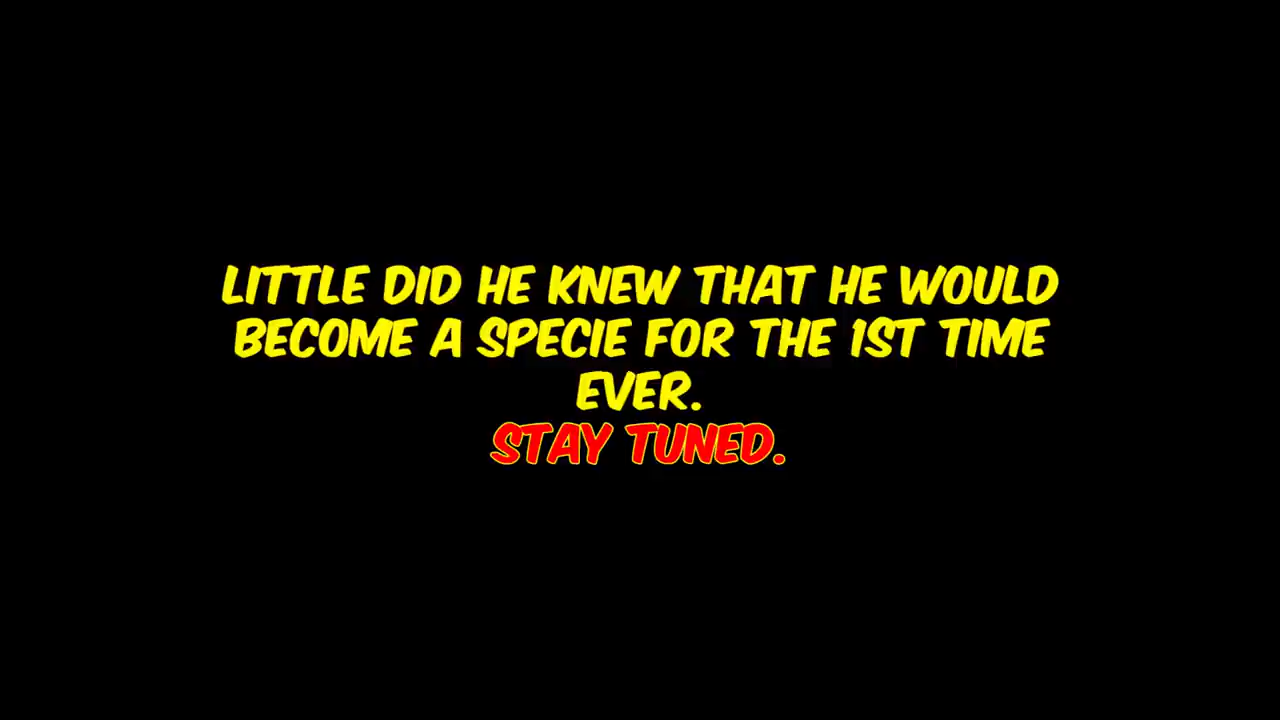 LITTLE DID HE KNEW THAT HE WOULD
BECOME A SPECIE FOR THE 1ST TIME
EVER.
STAY TUNED.